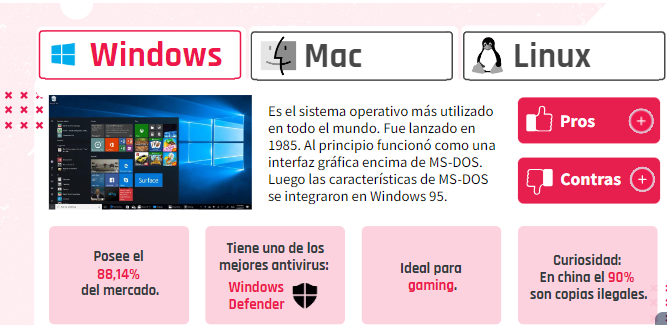 Windows
Mac
Linux
Es el sistema operativo más utilizado
en todo el mundo. Fue lanzado en
1985. Al principio funcionó como una
interfaz gráfica encima de MS-DOS.
Luego las características de MS-DOS
se integraron en Windows 95.
Pros
Contras
Surface
Posee el
88,14%
del mercado.
Tiene uno de los
mejores antivirus:
Windows
Defender
Ideal para
gaming.
Curiosidad:
En china el 90%
son copias ilegales.